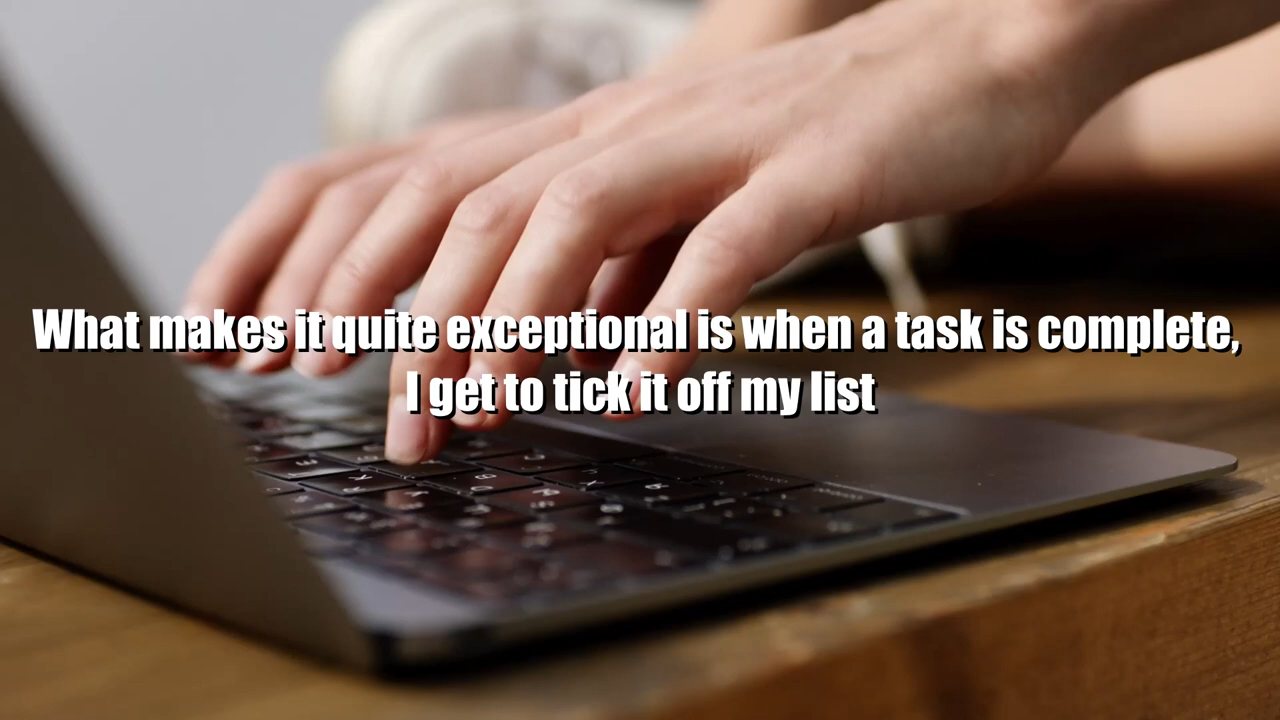 What makes it quite exceptional is when a task is complete,
I get to tick it off my list